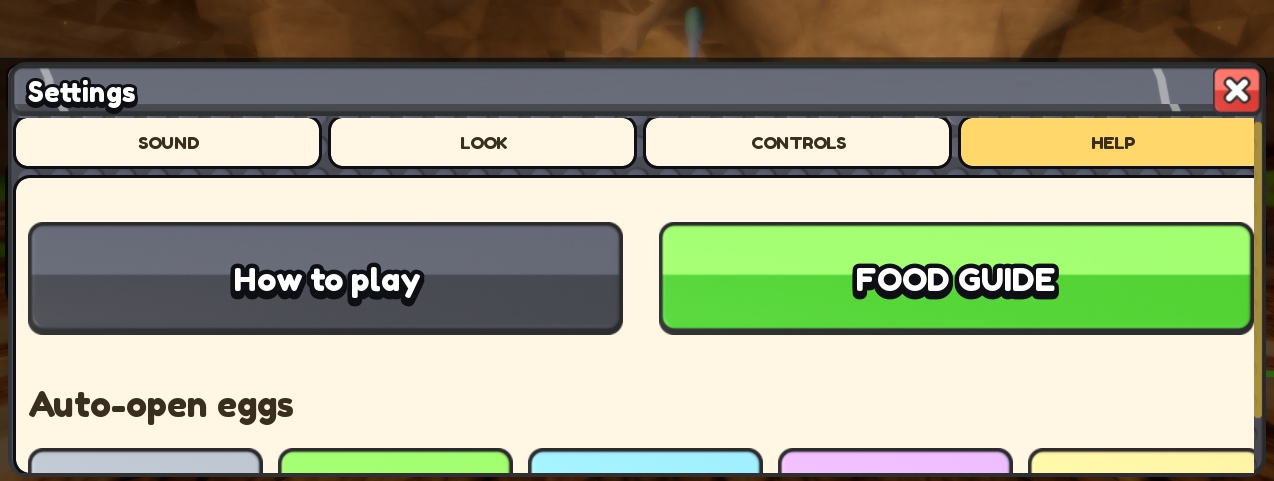 Settings
SOUND
LOOK
CONTROLS
HELP
How to play
FOOD GUIDE
Auto-open eggs